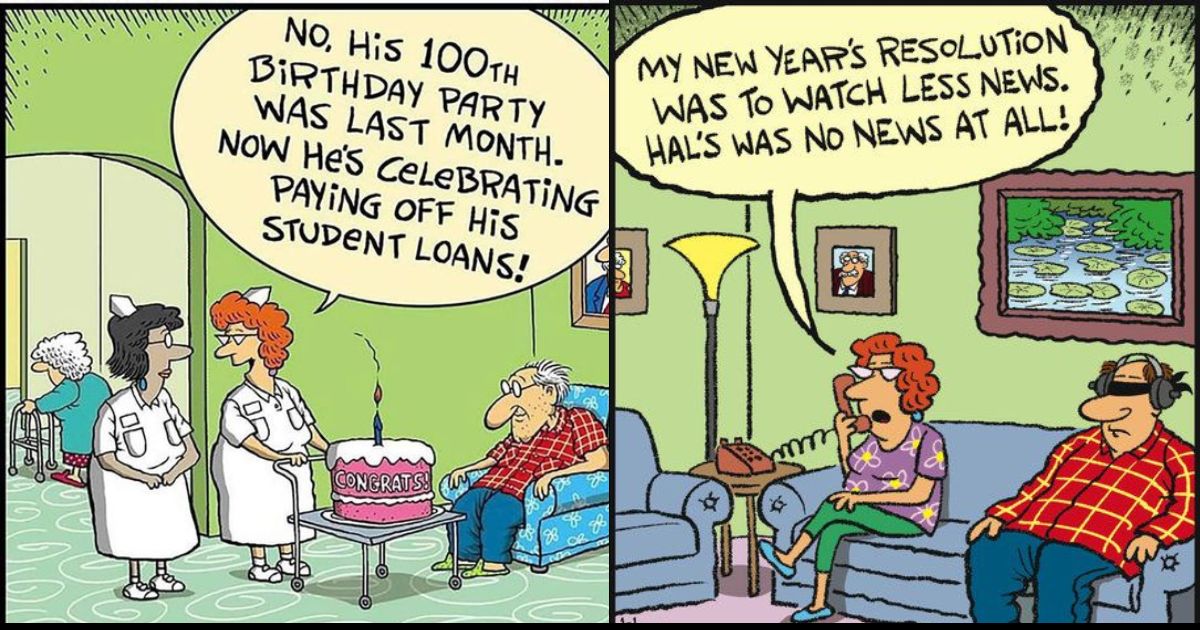 NO, HiS 100TH
BiRTHDAY PARTY
WAS LAST MONTH.
NOW He'S CeLeBRATiNG
PAYiNG OFF HiS
STUDeNT LOANS!
CONGRATS!
MY NEW YEAR'S RESOLUTiON
WAS To WATCH LESS NEWS.
HAL'S WAS NO NEWS AT ALL!